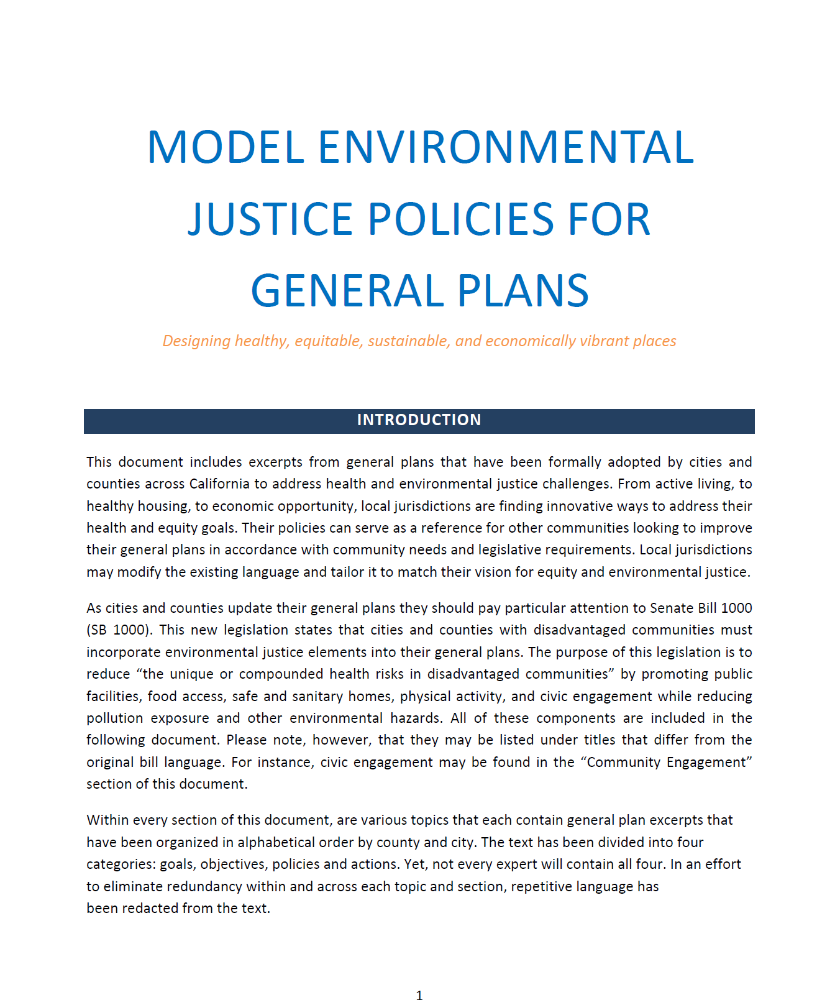 MODEL ENVIRONMENTAL
JUSTICE POLICIES FOR
GENERAL PLANS
Designing healthy, equitable, sustainable, and economically vibrant places
INTRODUCTION
This document includes excerpts from general plans that have been formally adopted by cities and
counties across California to address health and environmental justice challenges. From active living, to
healthy housing, to economic opportunity, local jurisdictions are finding innovative ways to address their
health and equity goals. Their policies can serve as a reference for other communities looking to improve
their general plans in accordance with community needs and legislative requirements. Local jurisdictions
may modify the existing language and tailor it to match their vision for equity and environmental justice.
As cities and counties update their general plans they should pay particular attention to Senate Bill 1000
(SB 1000). This new legislation states that cities and counties with disadvantaged communities must
incorporate environmental justice elements into their general plans. The purpose of this legislation is to
reduce “the unique or compounded health risks in disadvantaged communities” by promoting public
facilities, food access, safe and sanitary homes, physical activity, and civic engagement while reducing
pollution exposure and other environmental hazards. All of these components are included in the
following document. Please note, however, that they may be listed under titles that differ from the
original bill language. For instance, civic engagement may be found in the “Community Engagement”
section of this document.
Within every section of this document, are various topics that each contain general plan excerpts that
have been organized in alphabetical order by county and city. The text has been divided into four
categories: goals, objectives, policies and actions. Yet, not every expert will contain all four. In an effort
to eliminate redundancy within and across each topic and section, repetitive language has
been redacted from the text.
1